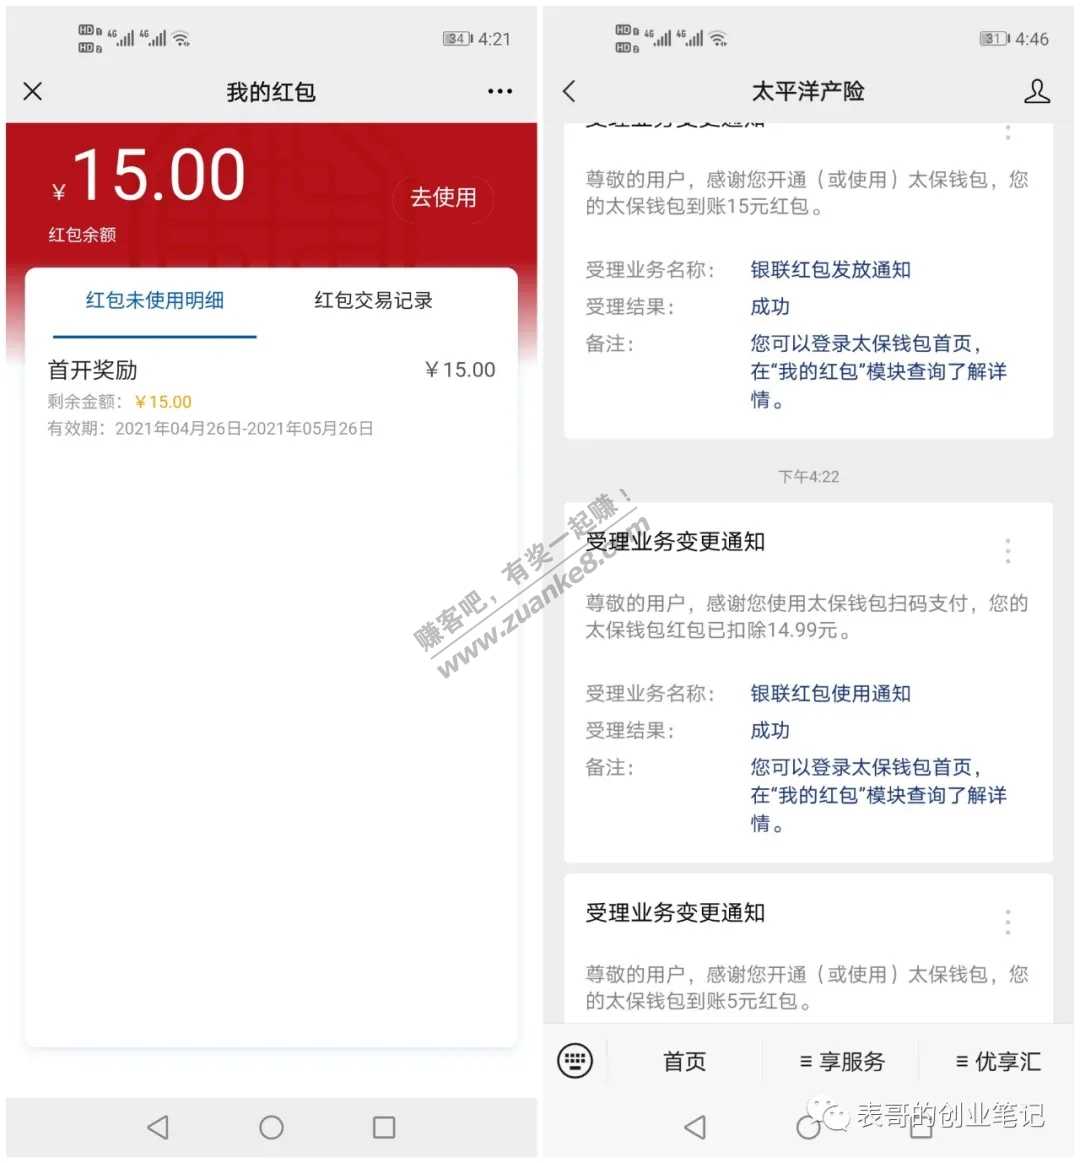 4G 4G 34 4:21
我的红包
¥15.00
去使用
红包余额
红包未使用明细 红包交易记录
首开奖励 ¥15.00
剩余金额：¥15.00
有效期：2021年04月26日-2021年05月26日
4G 4G 31 4:46
太平洋产险
受理业务变更通知
尊敬的用户，感谢您开通（或使用）太保钱包，您
的太保钱包到账15元红包。
受理业务名称： 银联红包发放通知
受理结果： 成功
备注： 您可以登录太保钱包首页，
在“我的红包”模块查询了解详
情。
下午4:22
受理业务变更通知
尊敬的用户，感谢您使用太保钱包扫码支付，您的
太保钱包红包已扣除14.99元。
受理业务名称： 银联红包使用通知
受理结果： 成功
备注： 您可以登录太保钱包首页，
在“我的红包”模块查询了解详
情。
受理业务变更通知
尊敬的用户，感谢您开通（或使用）太保钱包，您
的太保钱包到账5元红包。
首页 享服务 优享汇
表哥的创业笔记
赚客吧，有奖一起赚！
www.zuanke8.com